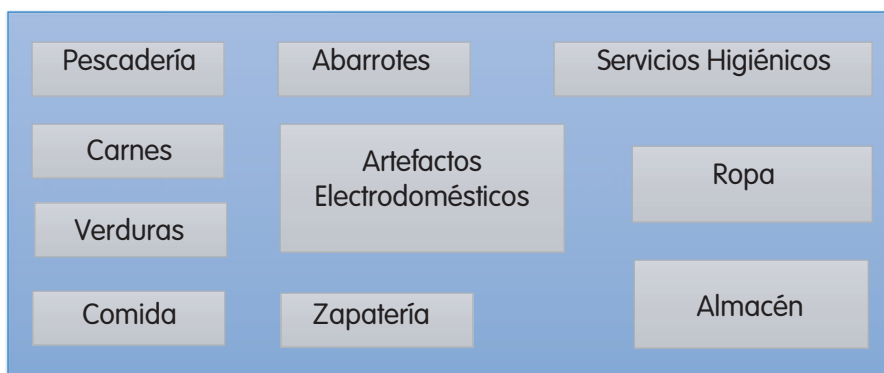 Pescadería
Abarrotes
Servicios Higiénicos
Carnes
Artefactos
Electrodomésticos
Ropa
Verduras
Comida
Zapatería
Almacén